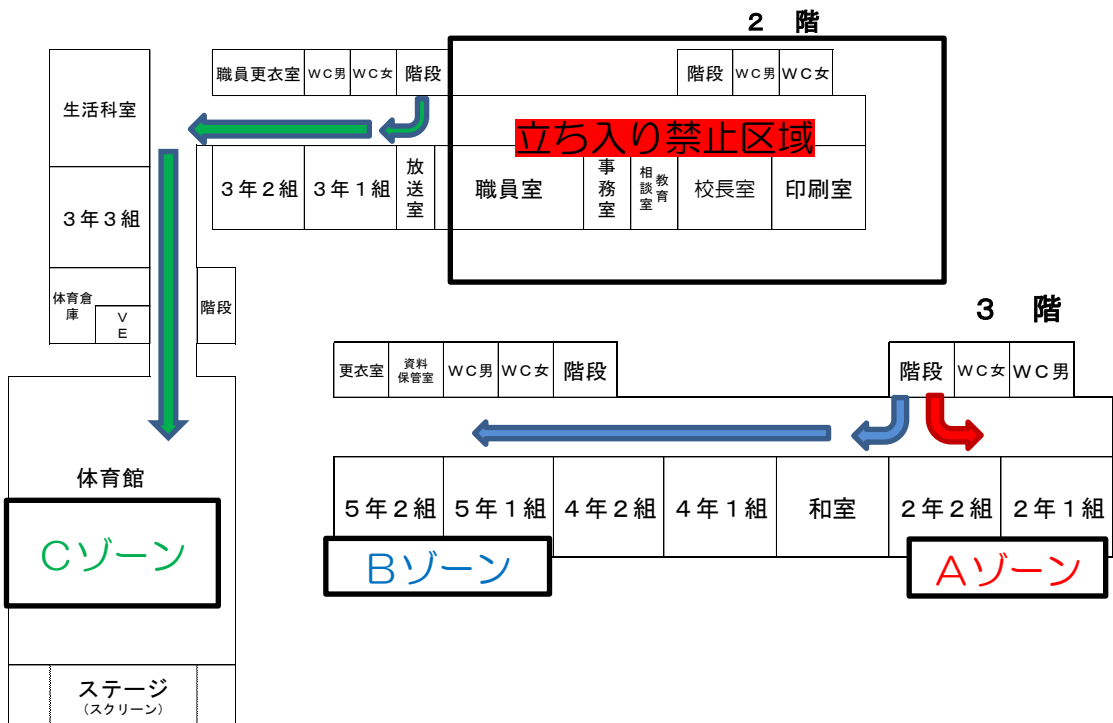 ２　階
職員更衣室
ＷＣ男
ＷＣ女
階段
階段
ＷＣ男
ＷＣ女
生活科室
立ち入り禁止区域
３年２組
３年１組
放送室
職員室
事務室
教育
相談室
校長室
印刷室
３年３組
体育倉
庫
Ｖ
Ｅ
階段
３　階
更衣室
資料
保管室
ＷＣ男
ＷＣ女
階段
階段
ＷＣ女
ＷＣ男
体育館
５年２組
５年１組
４年２組
４年１組
和室
２年２組
２年１組
Ｃゾーン
Ｂゾーン
Ａゾーン
ステージ
（スクリーン）